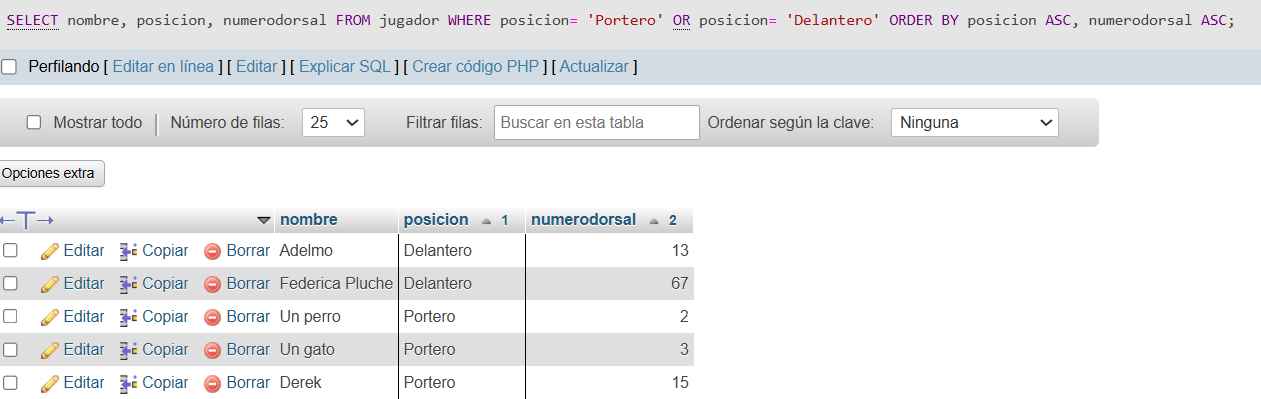 SELECT nombre, posicion, numerodorsal FROM jugador WHERE posicion= 'Portero' OR posicion= 'Delantero' ORDER BY posicion ASC, numerodorsal ASC;
Perfilando [ Editar en línea ] [ Editar ] [ Explicar SQL ] [ Crear código PHP ] [ Actualizar ]
Mostrar todo Número de filas: 25 Filtrar filas: Buscar en esta tabla Ordenar según la clave: Ninguna
Opciones extra
←T→ nombre posicion 1 numerodorsal 2
Editar Copiar Borrar Adelmo Delantero 13
Editar Copiar Borrar Federica Pluche Delantero 67
Editar Copiar Borrar Un perro Portero 2
Editar Copiar Borrar Un gato Portero 3
Editar Copiar Borrar Derek Portero 15